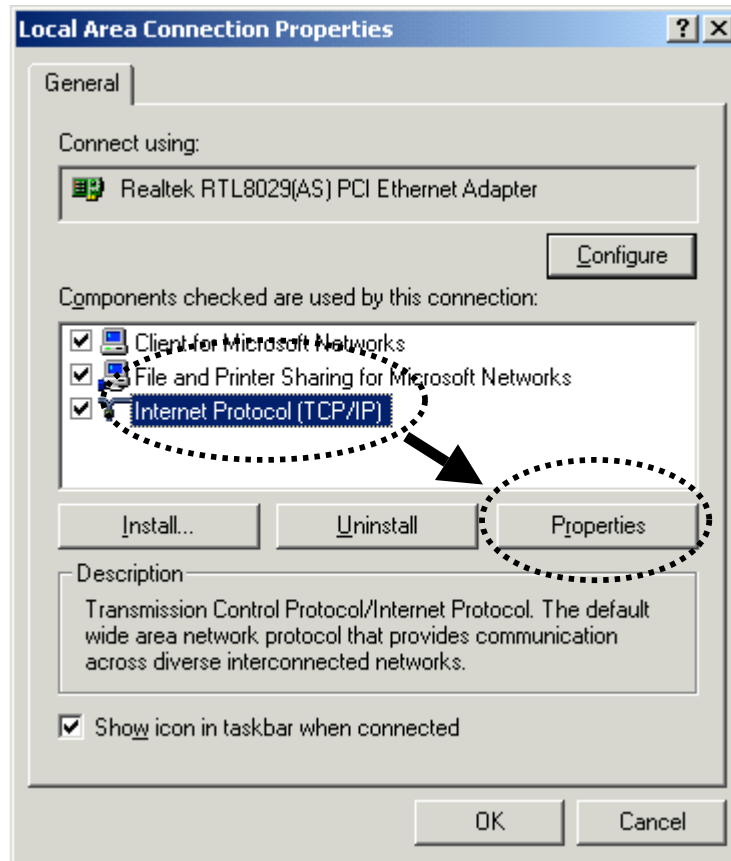 Local Area Connection Properties
General
Connect using:
Realtek RTL8029(AS) PCI Ethernet Adapter
Configure
Components checked are used by this connection:
Client for Microsoft Networks
File and Printer Sharing for Microsoft Networks
Internet Protocol (TCP/IP)
Install... Uninstall Properties
Description
Transmission Control Protocol/Internet Protocol. The default
wide area network protocol that provides communication
across diverse interconnected networks.
Show icon in taskbar when connected
OK Cancel